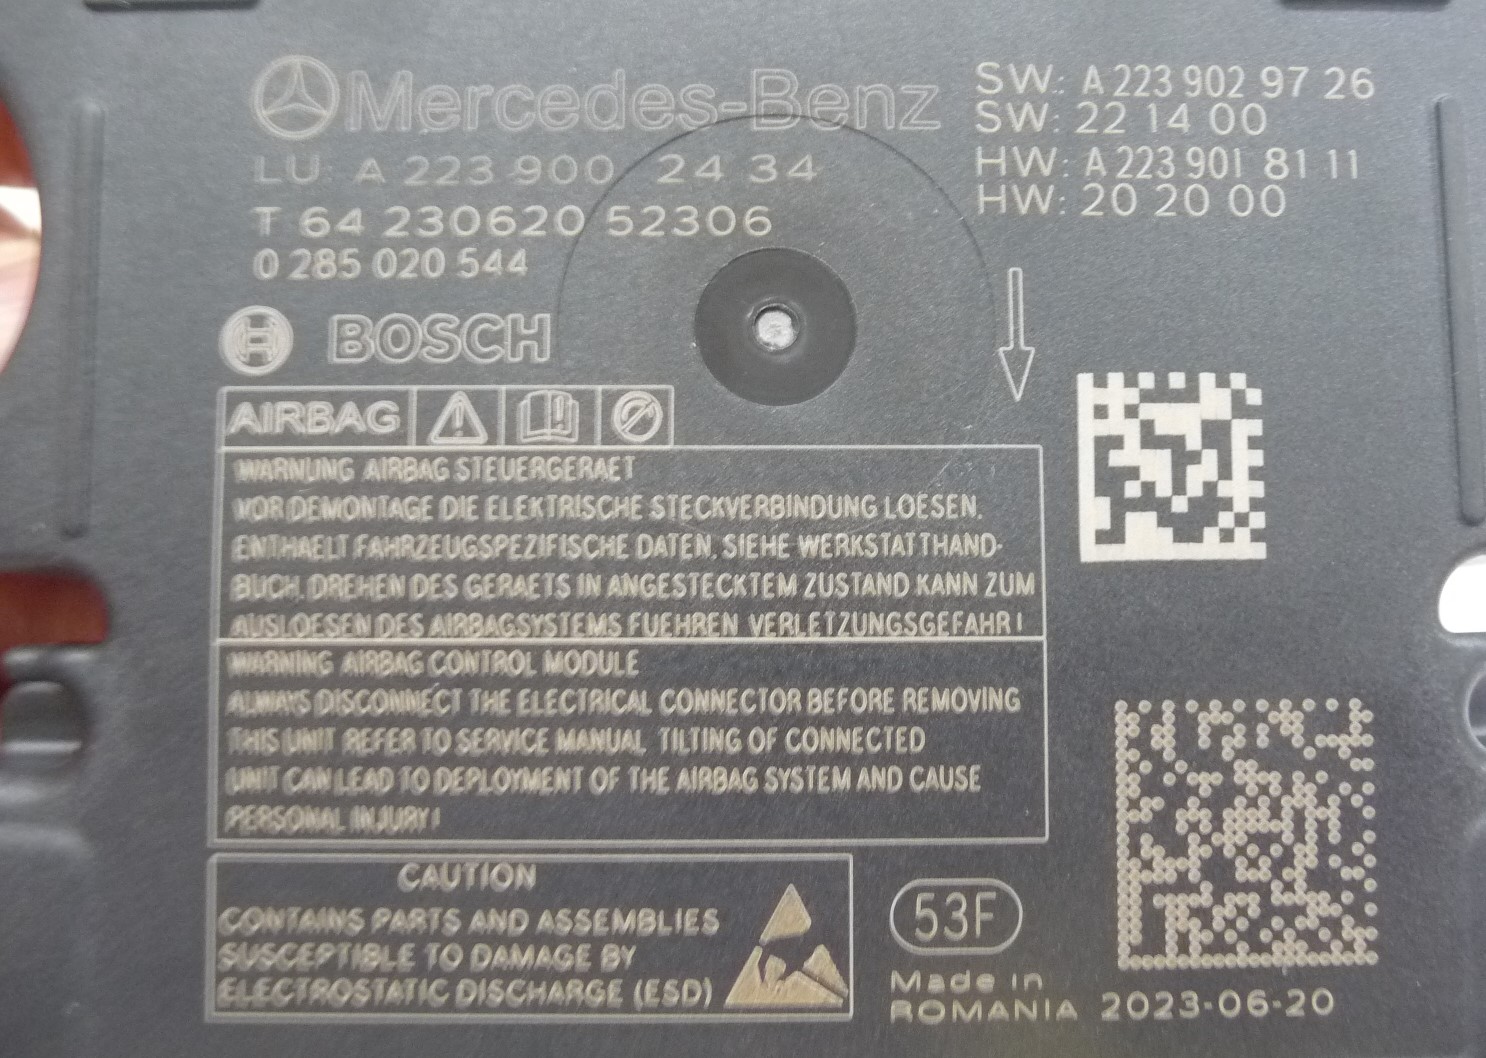 Mercedes-Benz
LU A 223 900 24 34
T 64 230620 52306
0 285 020 544
SW: A 223 902 97 26
SW: 22 14 00
HW: A 223 901 81 11
HW: 20 20 00
BOSCH
AIRBAG
WARNUNG AIRBAG STEUERGERAET
VOR DEMONTAGE DIE ELEKTRISCHE STECKVERBINDUNG LOESEN.
ENTHAELT FAHRZEUGSPEZIFISCHE DATEN, SIEHE WERKSTATTHAND-
BUCH. DREHEN DES GERAETS IN ANGESTECKTEM ZUSTAND KANN ZUM
AUSLOESEN DES AIRBAGSYSTEMS FUEHREN VERLETZUNGSGEFAHR!
WARNING AIRBAG CONTROL MODULE
ALWAYS DISCONNECT THE ELECTRICAL CONNECTOR BEFORE REMOVING
THIS UNIT REFER TO SERVICE MANUAL TILTING OF CONNECTED
UNIT CAN LEAD TO DEPLOYMENT OF THE AIRBAG SYSTEM AND CAUSE
PERSONAL INJURY!
CAUTION
CONTAINS PARTS AND ASSEMBLIES
SUSCEPTIBLE TO DAMAGE BY
ELECTROSTATIC DISCHARGE (ESD)
53F
Made in
ROMANIA 2023-06-20